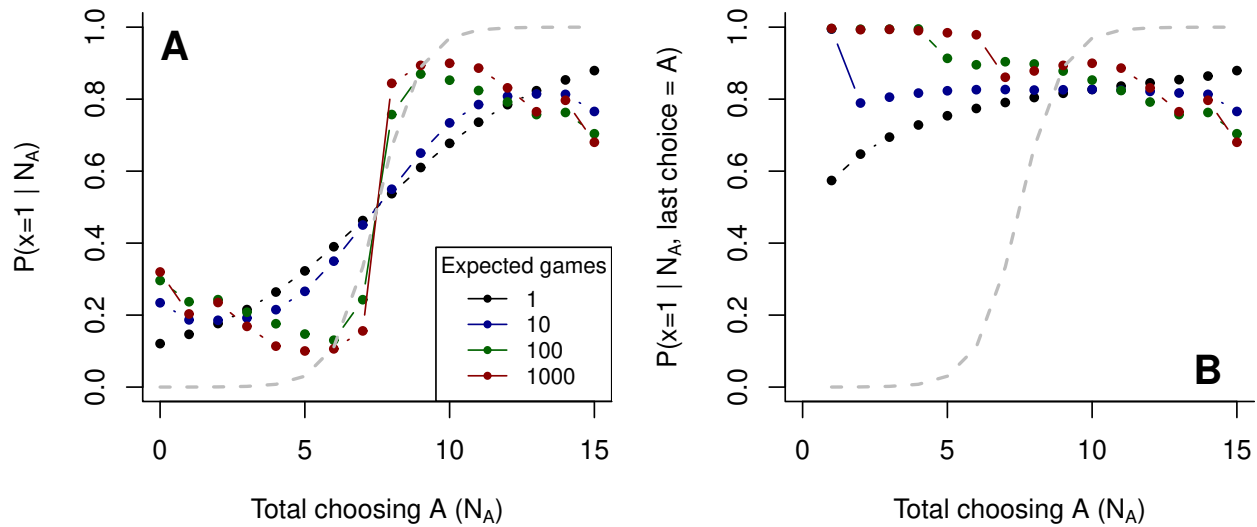 A
P(x=1 | N_A)
0.0 0.2 0.4 0.6 0.8 1.0
Expected games
1
10
100
1000
0 5 10 15
Total choosing A (N_A)
P(x=1 | N_A, last choice = A)
0.0 0.2 0.4 0.6 0.8 1.0
B
0 5 10 15
Total choosing A (N_A)